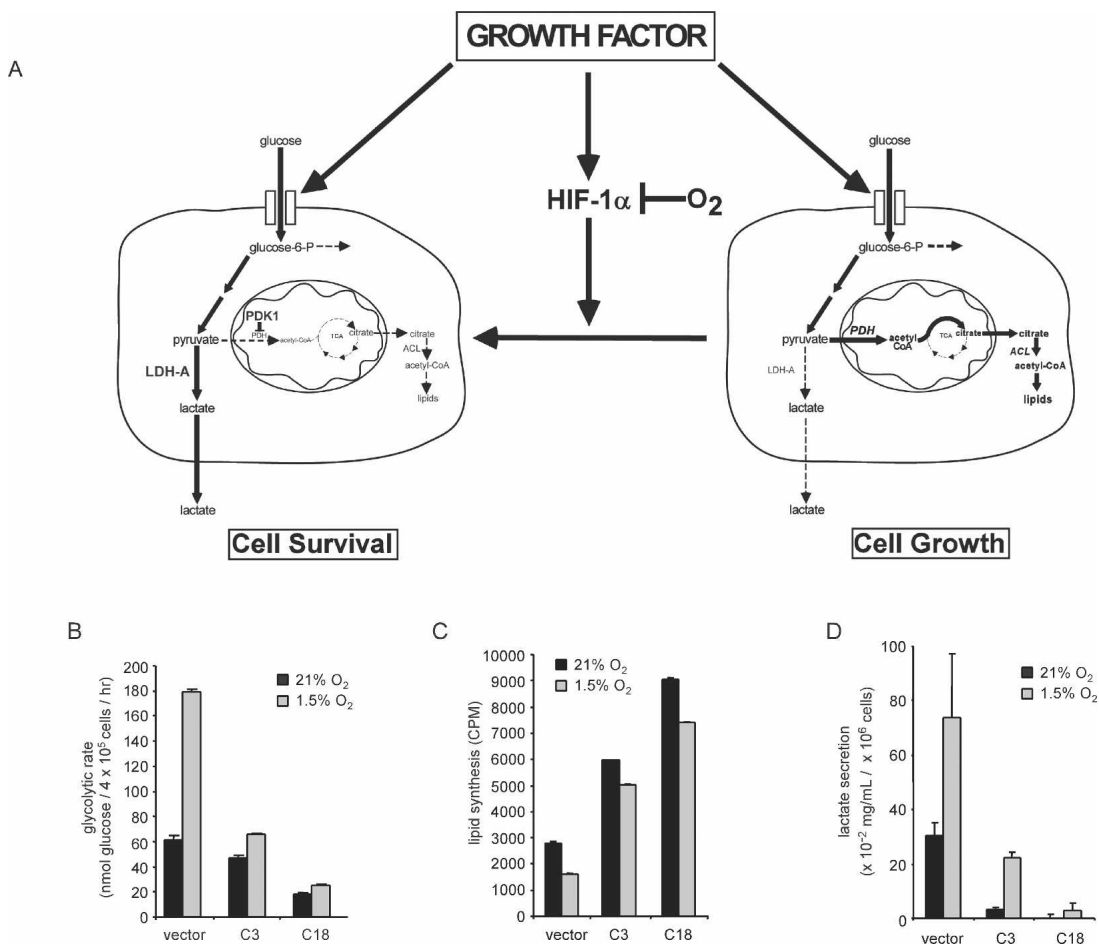 A
GROWTH FACTOR
glucose
glucose-6-P
PDK1
PDH
pyruvate
acetyl-CoA
TCA
citrate
citrate
ACL
acetyl-CoA
lipids
LDH-A
lactate
lactate
Cell Survival
HIF-1α
O2
glucose
glucose-6-P
PDH
pyruvate
acetyl
CoA
TCA
citrate
citrate
ACL
acetyl-CoA
lipids
LDH-A
lactate
lactate
Cell Growth
B
glycolytic rate
(nmol glucose / 4 x 10⁵ cells / hr)
200
180
160
140
120
100
80
60
40
20
0
21% O2
1.5% O2
vector C3 C18
C
lipid synthesis (CPM)
10000
9000
8000
7000
6000
5000
4000
3000
2000
1000
0
21% O2
1.5% O2
vector C3 C18
D
lactate secretion
(x 10⁻² mg/mL / x 10⁶ cells)
100
80
60
40
20
0
21% O2
1.5% O2
vector C3 C18